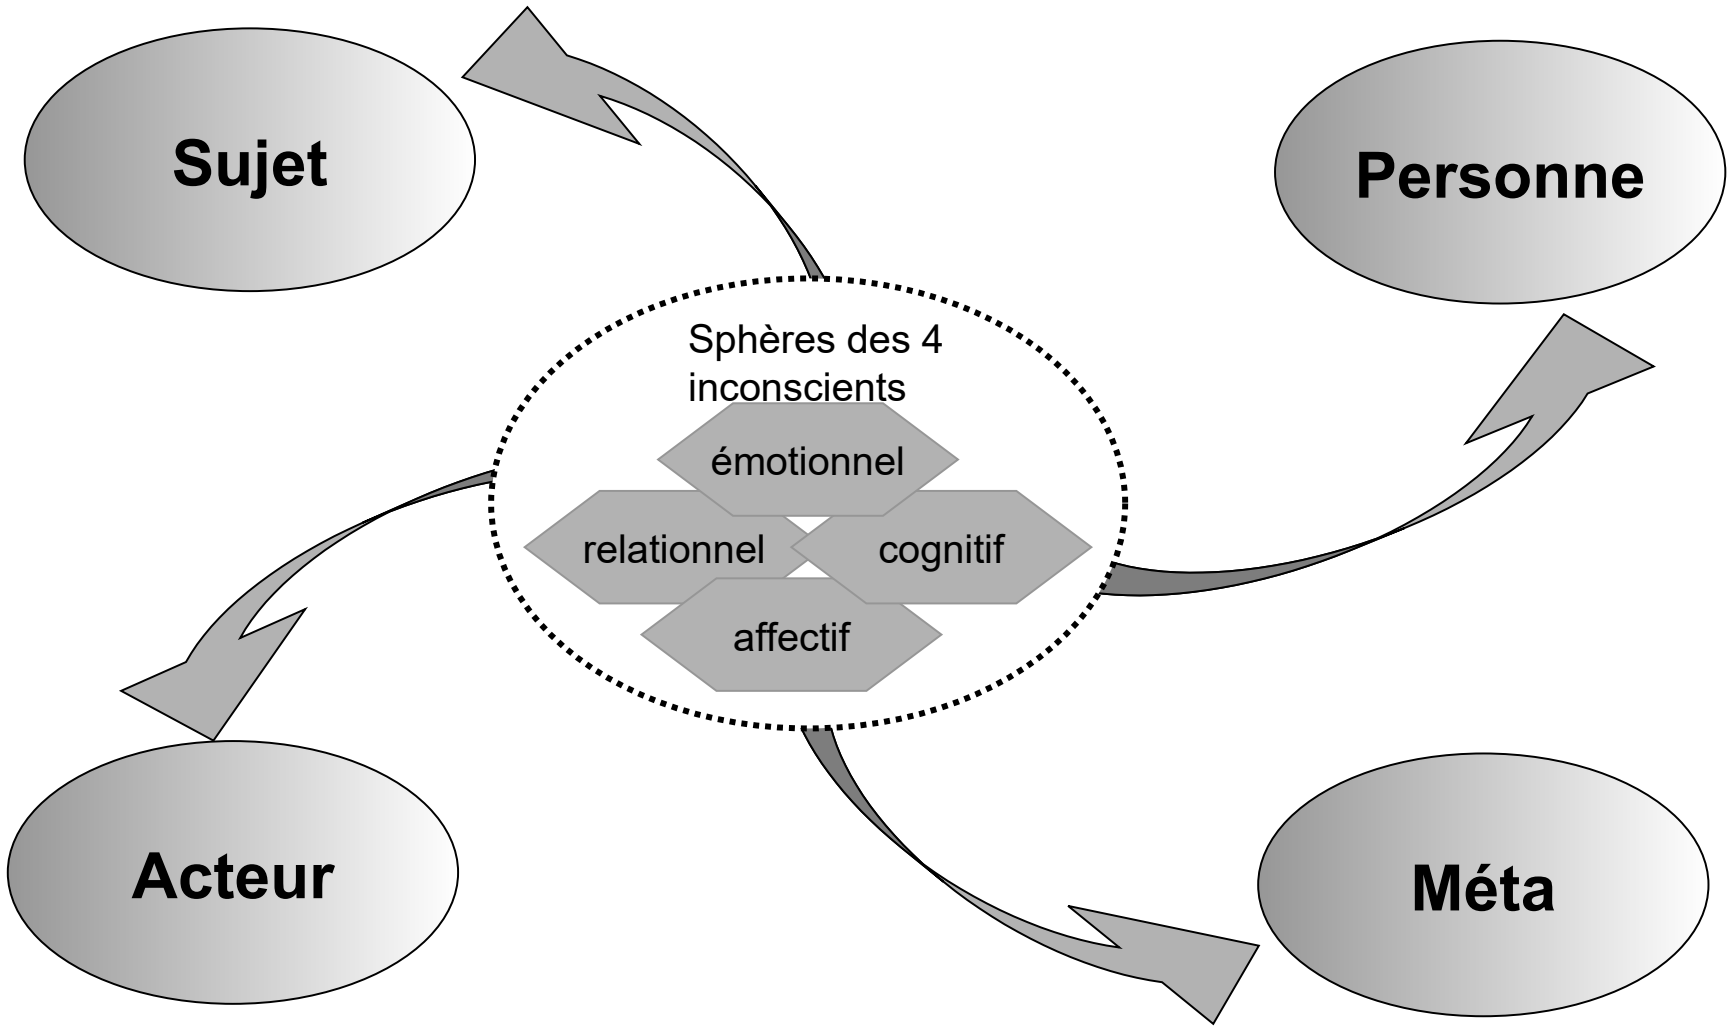 Sujet
Personne
Sphères des 4
inconscients
émotionnel
relationnel
cognitif
affectif
Acteur
Méta